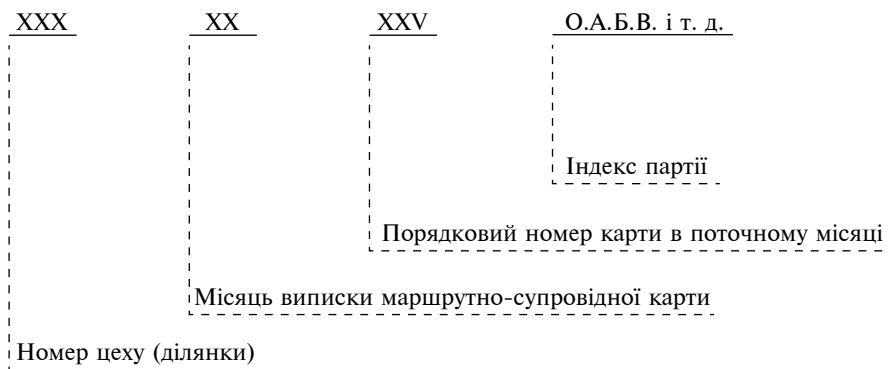 XXX XX XXV О.А.Б.В. і т. д.
Індекс партії
Порядковий номер карти в поточному місяці
Місяць виписки маршрутно-супровідної карти
Номер цеху (ділянки)